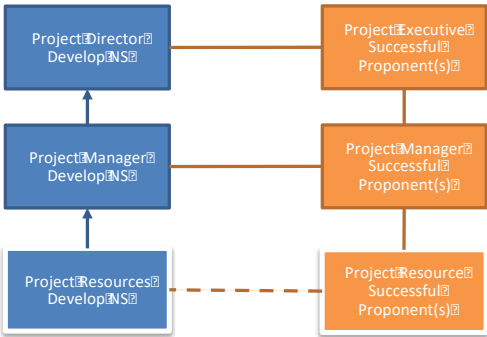 Project Director
Develop NS
Project Executive
Successful
Proponent(s)
Project Manager
Develop NS
Project Manager
Successful
Proponent(s)
Project Resources
Develop NS
Project Resource
Successful
Proponent(s)